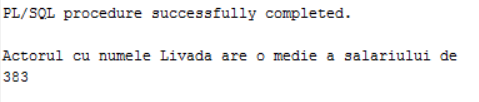 PL/SQL procedure successfully completed.
Actorul cu numele Livada are o medie a salariului de
383